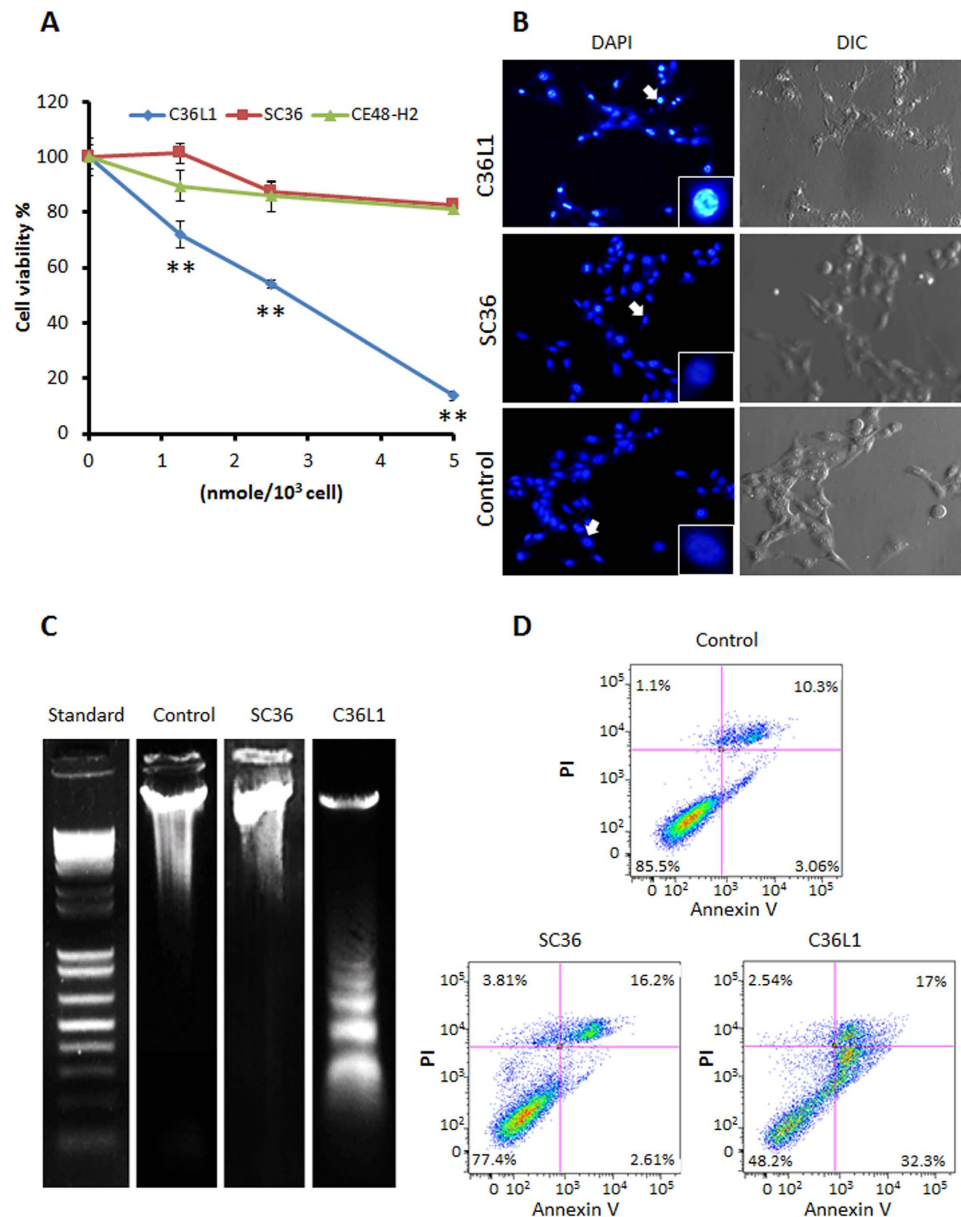 A
120
100
80
60
40
20
0
C36L1 SC36 CE48-H2
**
**
**
Cell viability %
0 1 2 3 4 5
(nmole/10³ cell)
B
DAPI DIC
C36L1
SC36
Control
C
Standard Control SC36 C36L1
D
Control
1.1% 10.3%
85.5% 3.06%
PI
10⁵
10⁴
10³
10²
0
0 10² 10³ 10⁴ 10⁵
Annexin V
SC36
3.81% 16.2%
77.4% 2.61%
PI
10⁵
10⁴
10³
10²
0
0 10² 10³ 10⁴ 10⁵
Annexin V
C36L1
2.54% 17%
48.2% 32.3%
PI
10⁵
10⁴
10³
10²
0
0 10² 10³ 10⁴ 10⁵
Annexin V